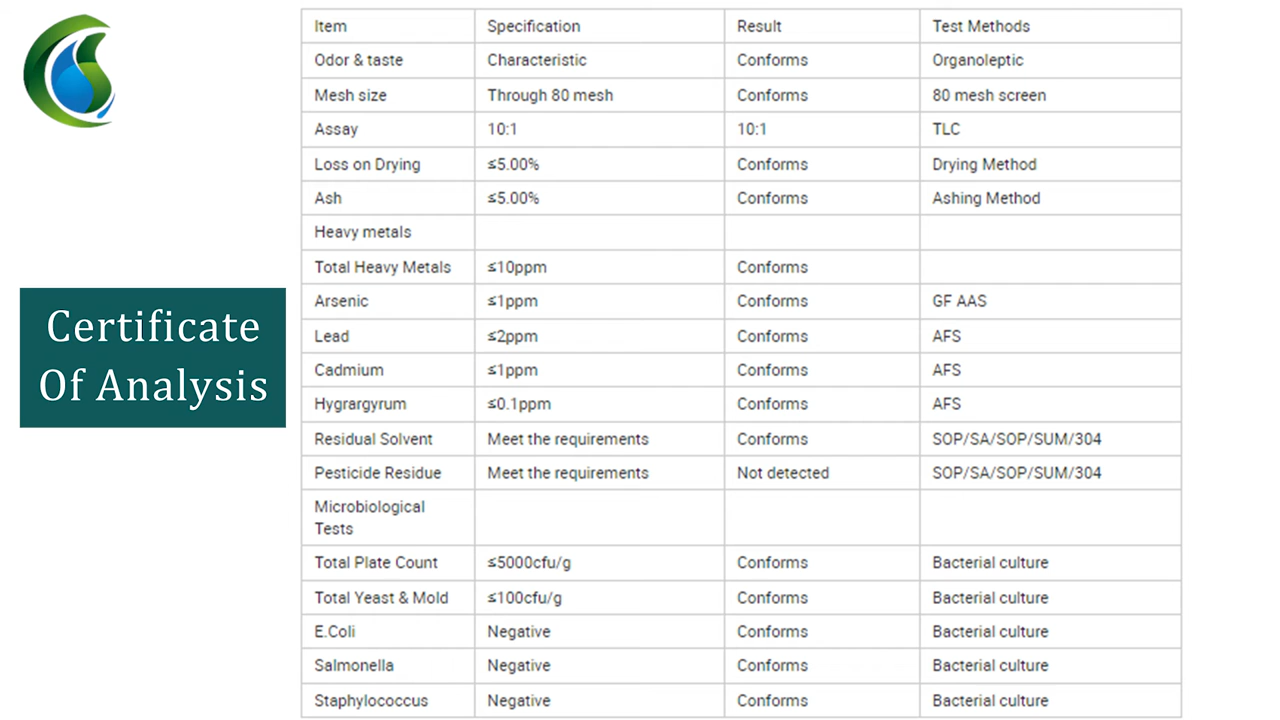 Certificate
Of Analysis
Item Specification Result Test Methods
Odor & taste Characteristic Conforms Organoleptic
Mesh size Through 80 mesh Conforms 80 mesh screen
Assay 10:1 10:1 TLC
Loss on Drying ≤5.00% Conforms Drying Method
Ash ≤5.00% Conforms Ashing Method
Heavy metals
Total Heavy Metals ≤10ppm Conforms
Arsenic ≤1ppm Conforms GF AAS
Lead ≤2ppm Conforms AFS
Cadmium ≤1ppm Conforms AFS
Hygrargyrum ≤0.1ppm Conforms AFS
Residual Solvent Meet the requirements Conforms SOP/SA/SOP/SUM/304
Pesticide Residue Meet the requirements Not detected SOP/SA/SOP/SUM/304
Microbiological
Tests
Total Plate Count ≤5000cfu/g Conforms Bacterial culture
Total Yeast & Mold ≤100cfu/g Conforms Bacterial culture
E.Coli Negative Conforms Bacterial culture
Salmonella Negative Conforms Bacterial culture
Staphylococcus Negative Conforms Bacterial culture